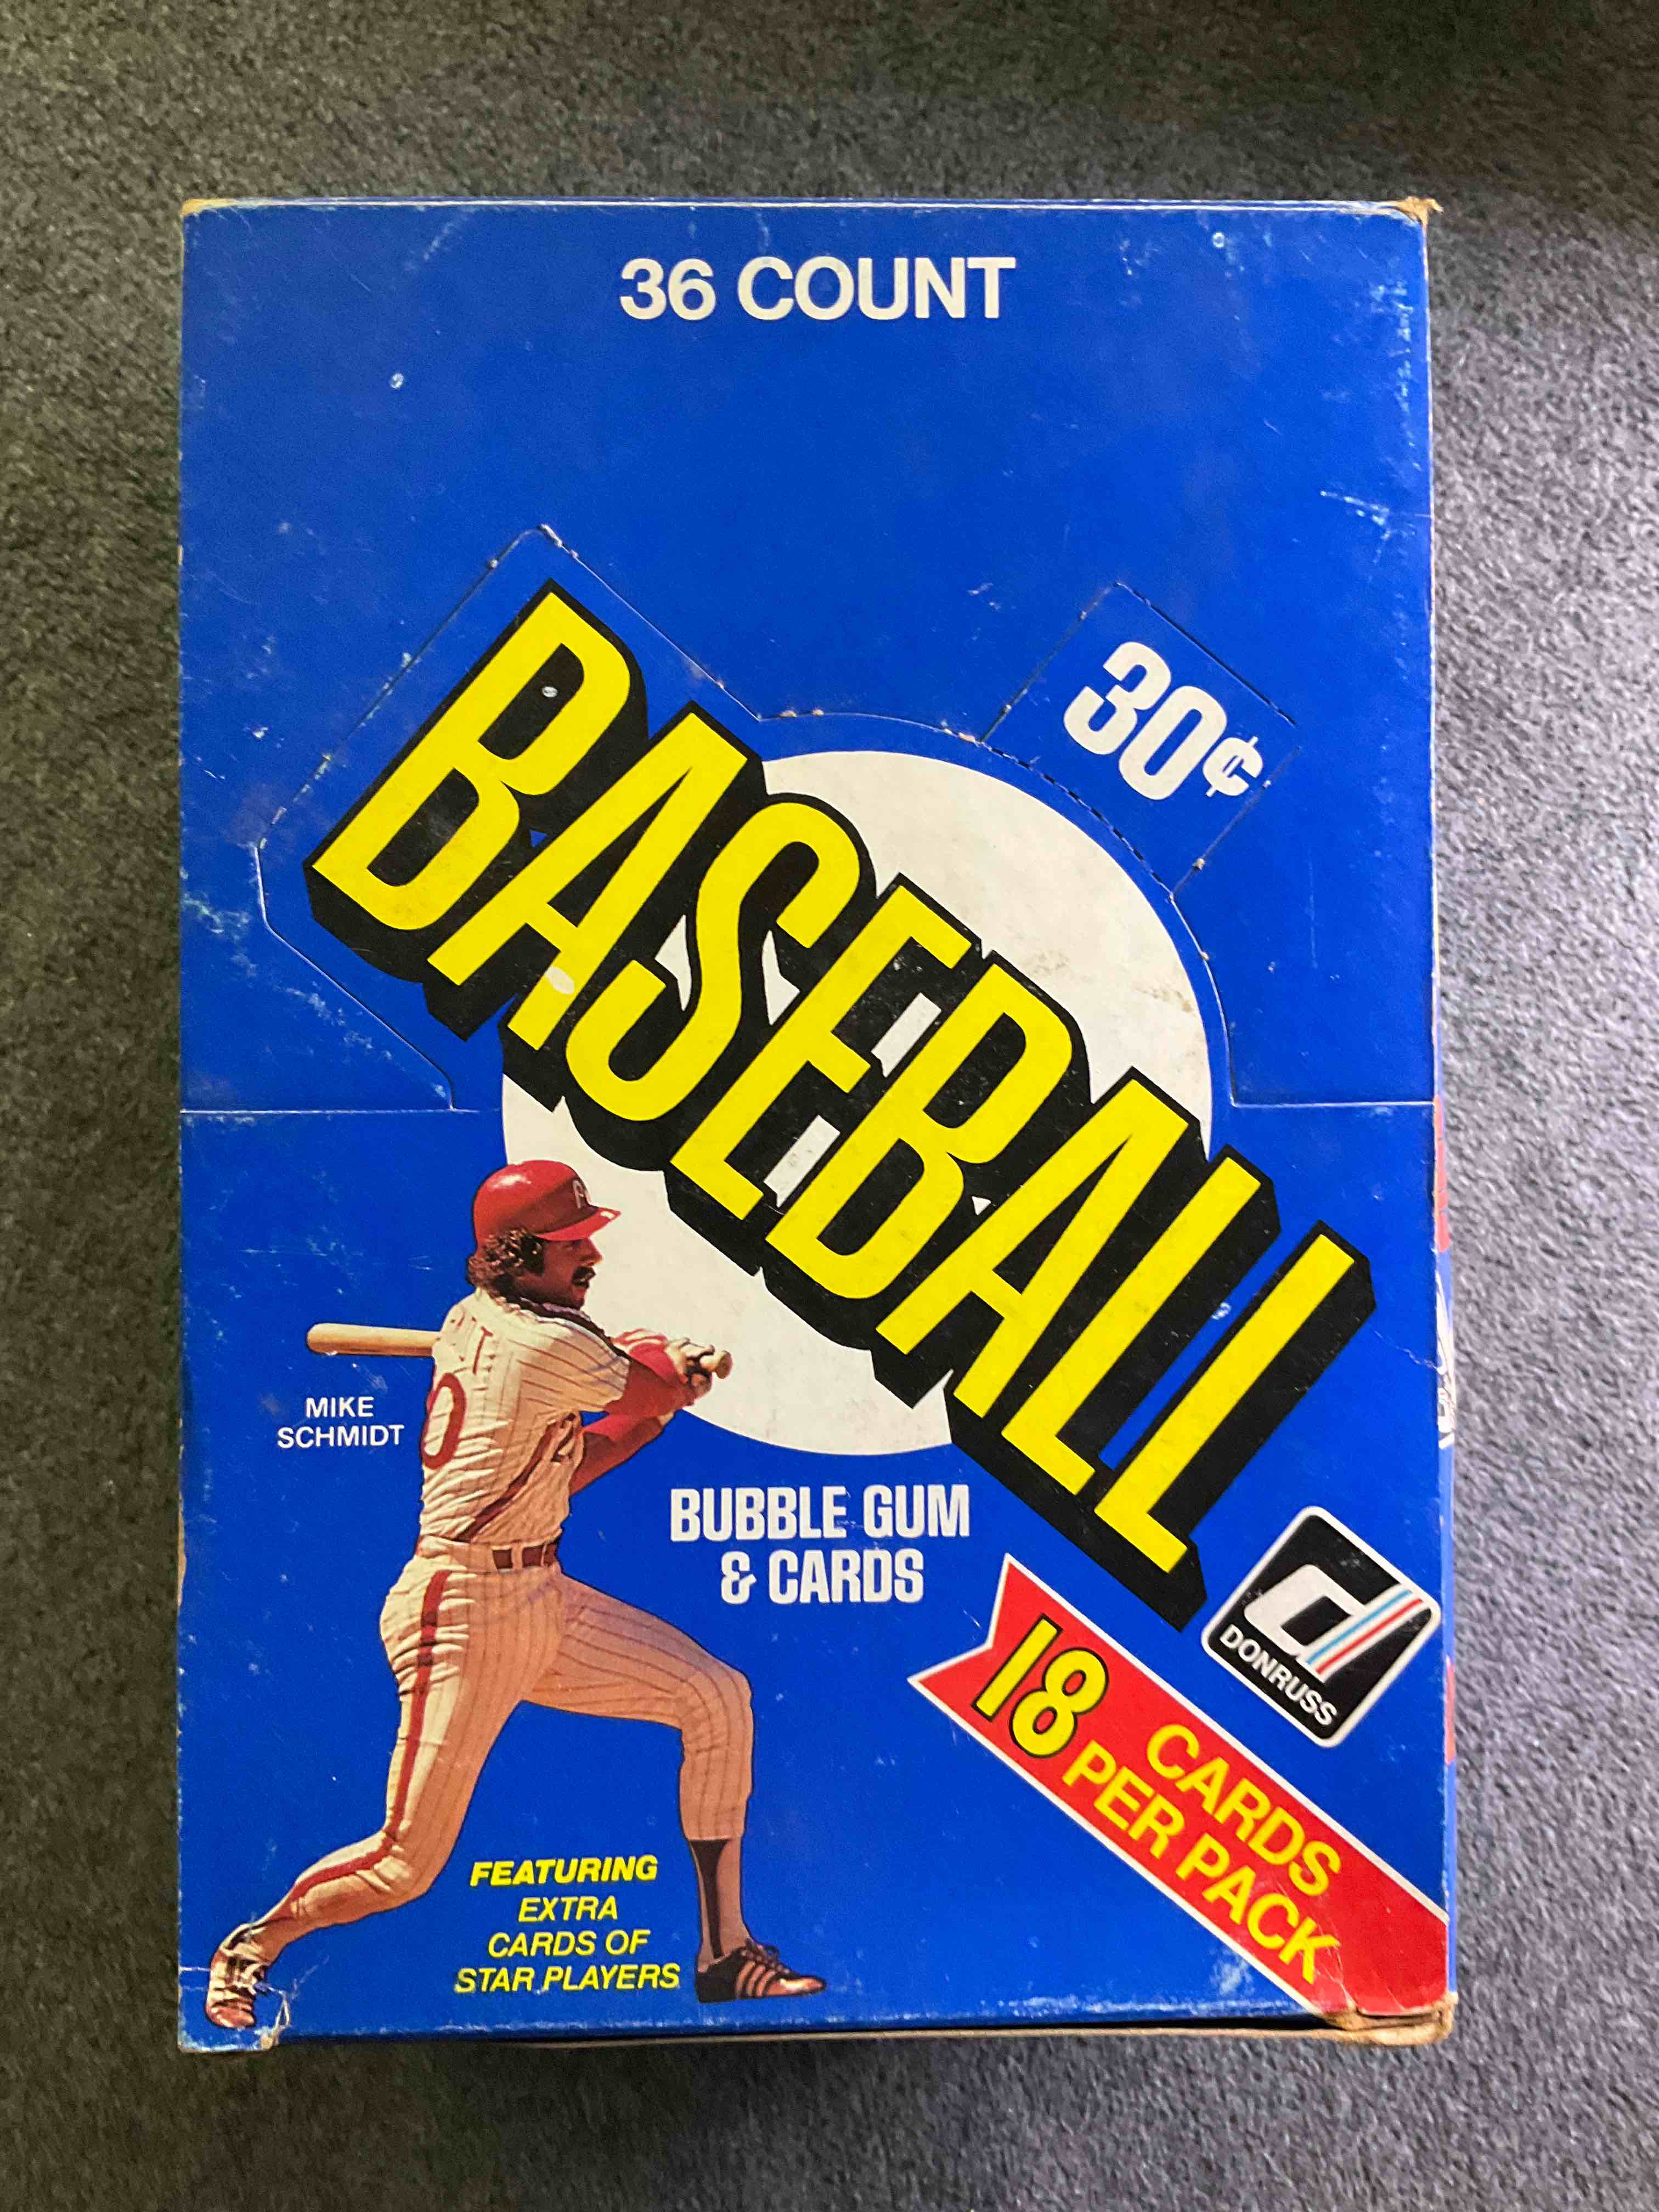 36 COUNT
30¢
BASEBALL
MIKE
SCHMIDT
BUBBLE GUM
& CARDS
d
DONRUSS
18 CARDS
PER PACK
FEATURING
EXTRA
CARDS OF
STAR PLAYERS